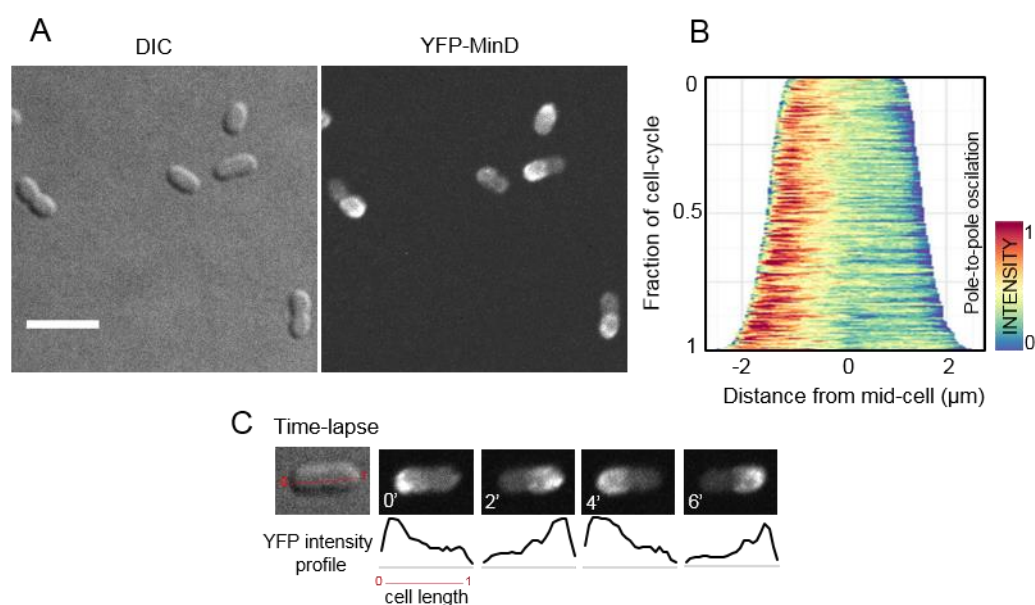 A
DIC
YFP-MinD
B
0
0.5
1
Fraction of cell-cycle
Pole-to-pole oscilation
INTENSITY
1
0
-2
0
2
Distance from mid-cell (µm)
C
Time-lapse
0'
2'
4'
6'
YFP intensity
profile
0
1
cell length